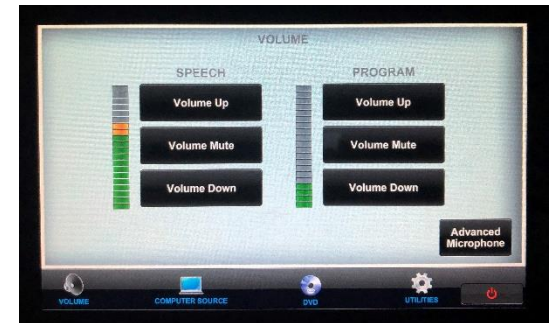 VOLUME
SPEECH
PROGRAM
Volume Up
Volume Up
Volume Mute
Volume Mute
Volume Down
Volume Down
Advanced
Microphone
VOLUME
COMPUTER SOURCE
DVD
UTILITIES